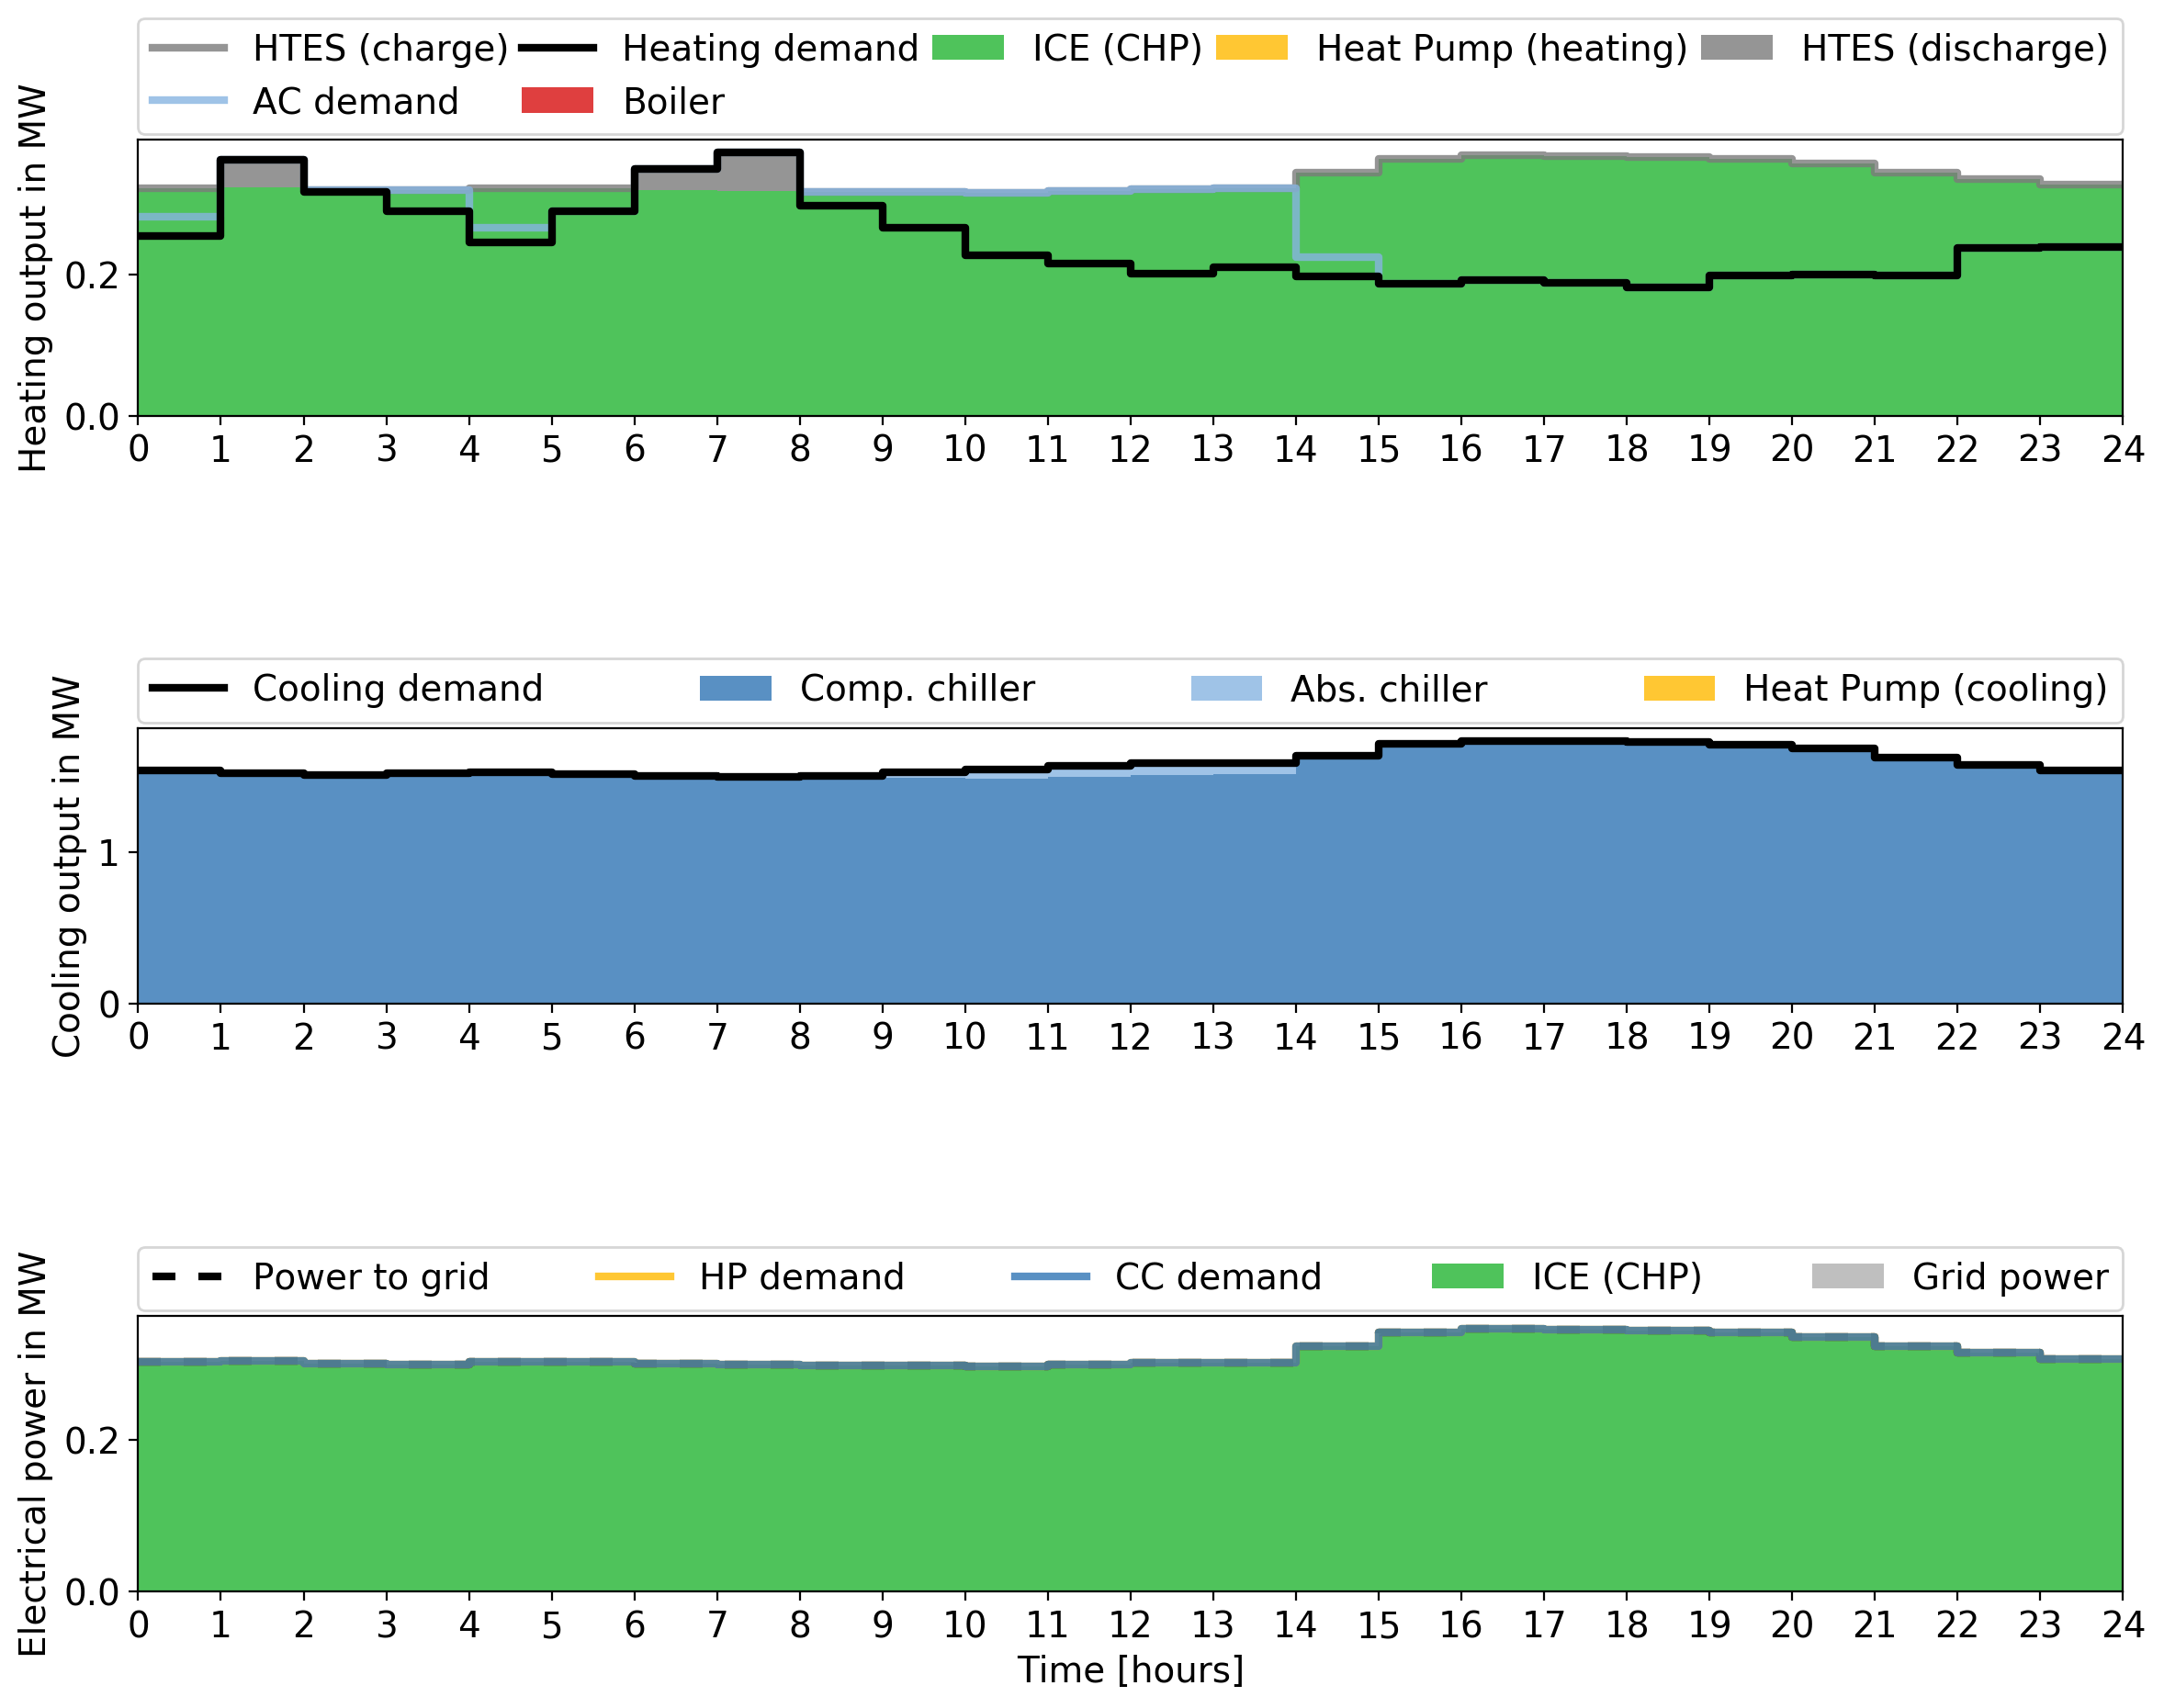 HTES (charge) Heating demand ICE (CHP) Heat Pump (heating) HTES (discharge)
AC demand Boiler
Heating output in MW
0.2
0.0
0 1 2 3 4 5 6 7 8 9 10 11 12 13 14 15 16 17 18 19 20 21 22 23 24
Cooling demand Comp. chiller Abs. chiller Heat Pump (cooling)
Cooling output in MW
1
0
0 1 2 3 4 5 6 7 8 9 10 11 12 13 14 15 16 17 18 19 20 21 22 23 24
Power to grid HP demand CC demand ICE (CHP) Grid power
Electrical power in MW
0.2
0.0
0 1 2 3 4 5 6 7 8 9 10 11 12 13 14 15 16 17 18 19 20 21 22 23 24
Time [hours]